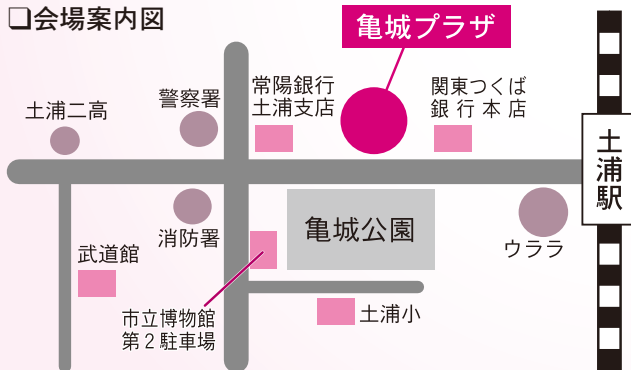 ❏会場案内図
亀城プラザ
常陽銀行
土浦支店
関東つくば
銀行本店
警察署
土浦二高
土浦駅
消防署
亀城公園
ウララ
武道館
市立博物館
第２駐車場
土浦小